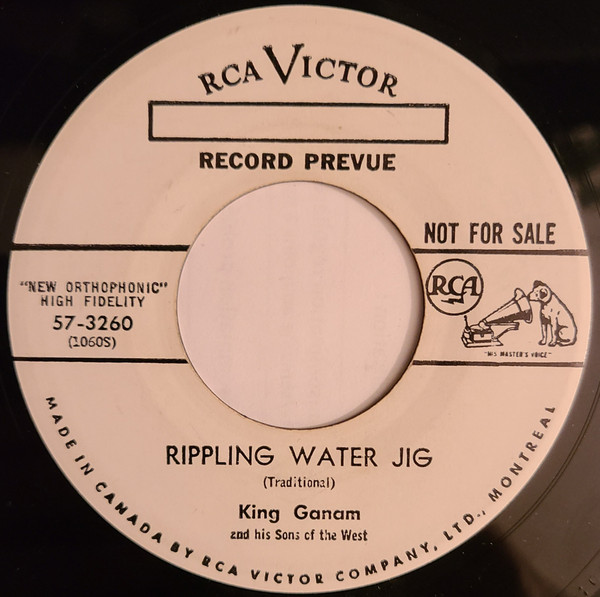 RCA VICTOR
RECORD PREVUE
NOT FOR SALE
"NEW ORTHOPHONIC"
HIGH FIDELITY
57-3260
(1060S)
RCA
"HIS MASTER'S VOICE"
RIPPLING WATER JIG
(Traditional)
King Ganam
and his Sons of the West
MADE IN CANADA BY RCA VICTOR COMPANY, LTD., MONTREAL